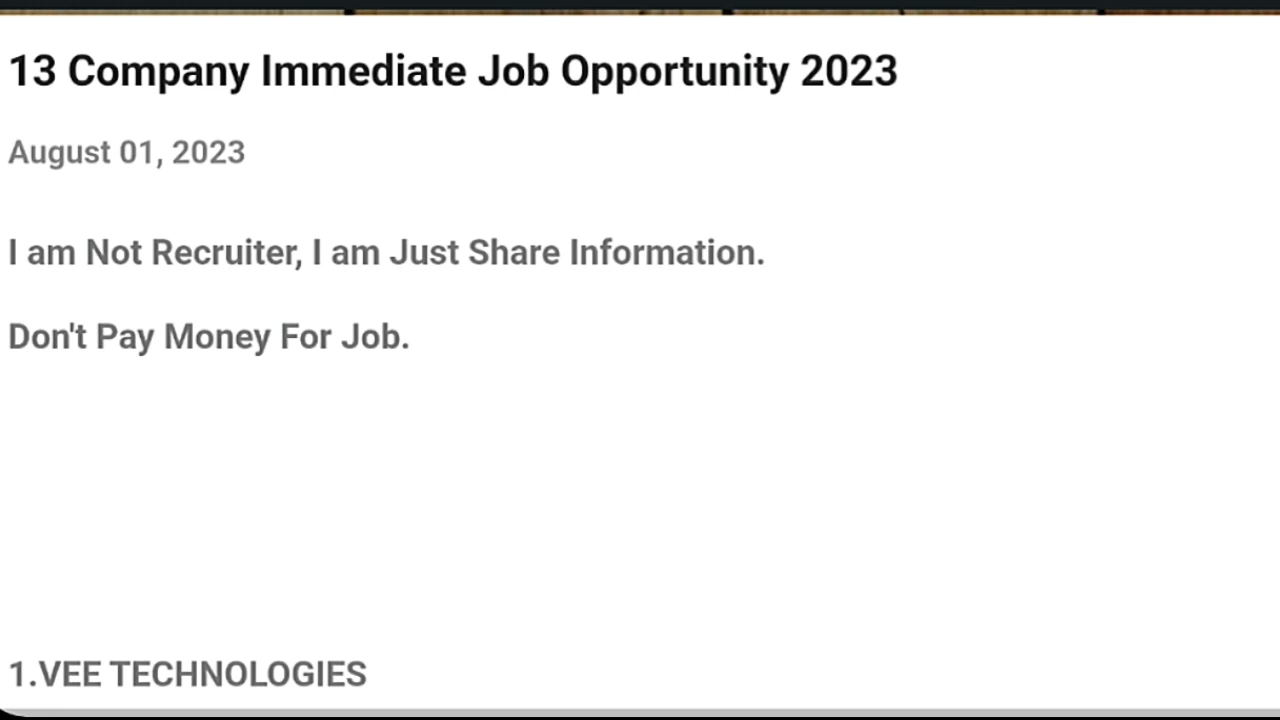 13 Company Immediate Job Opportunity 2023
August 01, 2023
I am Not Recruiter, I am Just Share Information.
Don't Pay Money For Job.
1.VEE TECHNOLOGIES